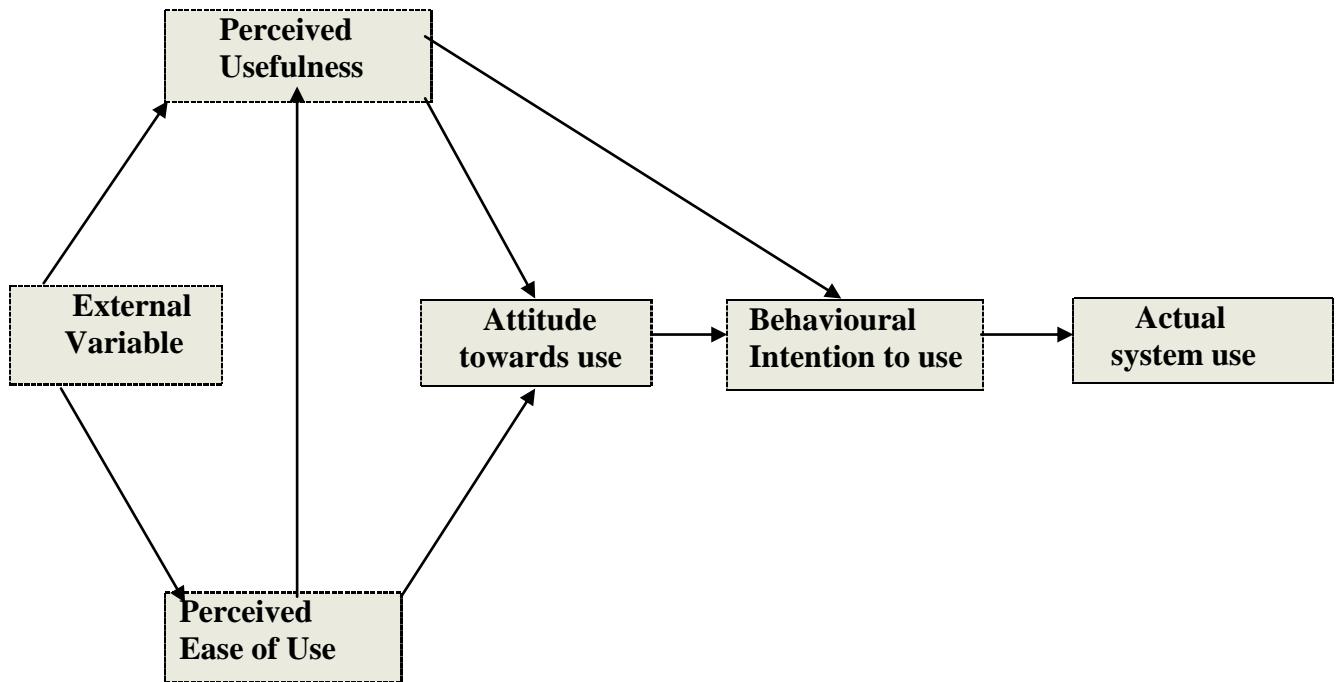 Perceived
Usefulness
External
Variable
Attitude
towards use
Behavioural
Intention to use
Actual
system use
Perceived
Ease of Use